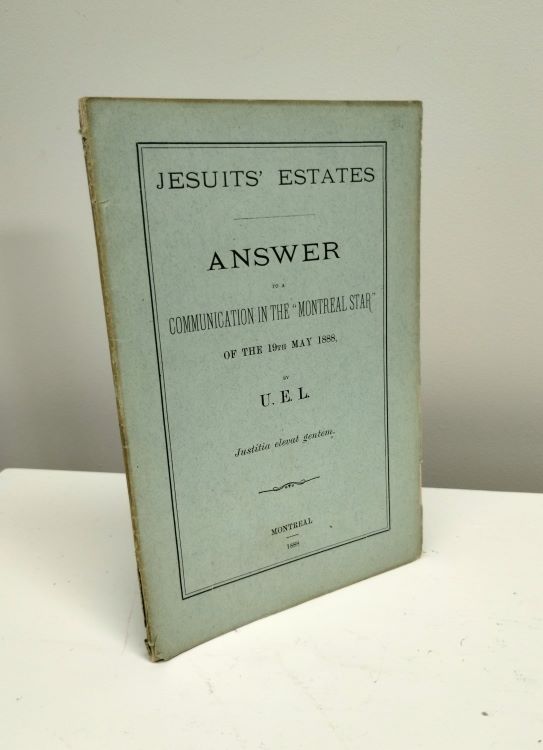 JESUITS' ESTATES
ANSWER
TO A
COMMUNICATION IN THE "MONTREAL STAR"
OF THE 19TH MAY 1888,
BY
U. E. L.
Justitia elevat gentem.
MONTREAL
1888